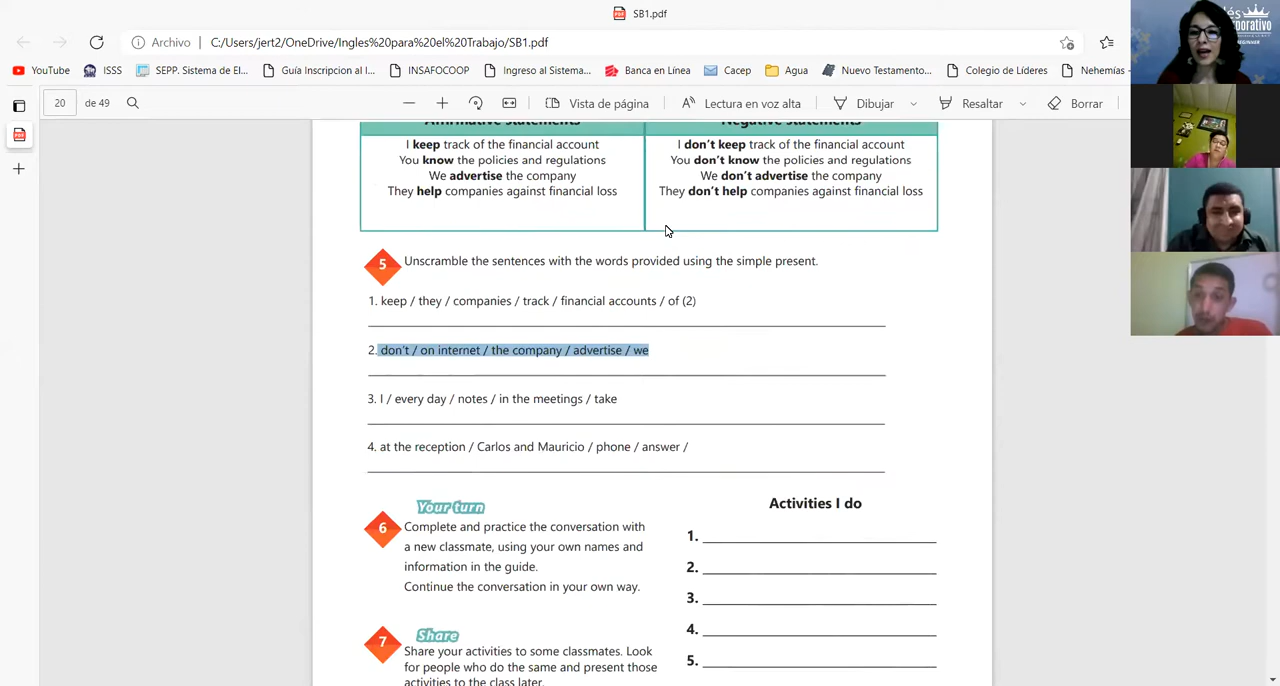 SB1.pdf
Archivo
C:/Users/jert2/OneDrive/Ingles%20para%20el%20Trabajo/SB1.pdf
YouTube
ISSS
SEPP. Sistema de El...
Guía Inscripcion al I...
INSAFOCOOP
Ingreso al Sistema...
Banca en Línea
Cacep
Agua
Nuevo Testamento...
Colegio de Líderes
Nehemías -
20
de 49
Vista de página
Lectura en voz alta
Dibujar
Resaltar
Borrar
Affirmative statements
Negative statements
I keep track of the financial account
You know the policies and regulations
We advertise the company
They help companies against financial loss
I don't keep track of the financial account
You don't know the policies and regulations
We don't advertise the company
They don't help companies against financial loss
5
Unscramble the sentences with the words provided using the simple present.
1. keep / they / companies / track / financial accounts / of (2)
2. don't / on internet / the company / advertise / we
3. I / every day / notes / in the meetings / take
4. at the reception / Carlos and Mauricio / phone / answer /
6
Your turn
Complete and practice the conversation with
a new classmate, using your own names and
information in the guide.
Continue the conversation in your own way.
7
Share
Share your activities to some classmates. Look
for people who do the same and present those
activities to the class later.
Activities I do
1.
2.
3.
4.
5.